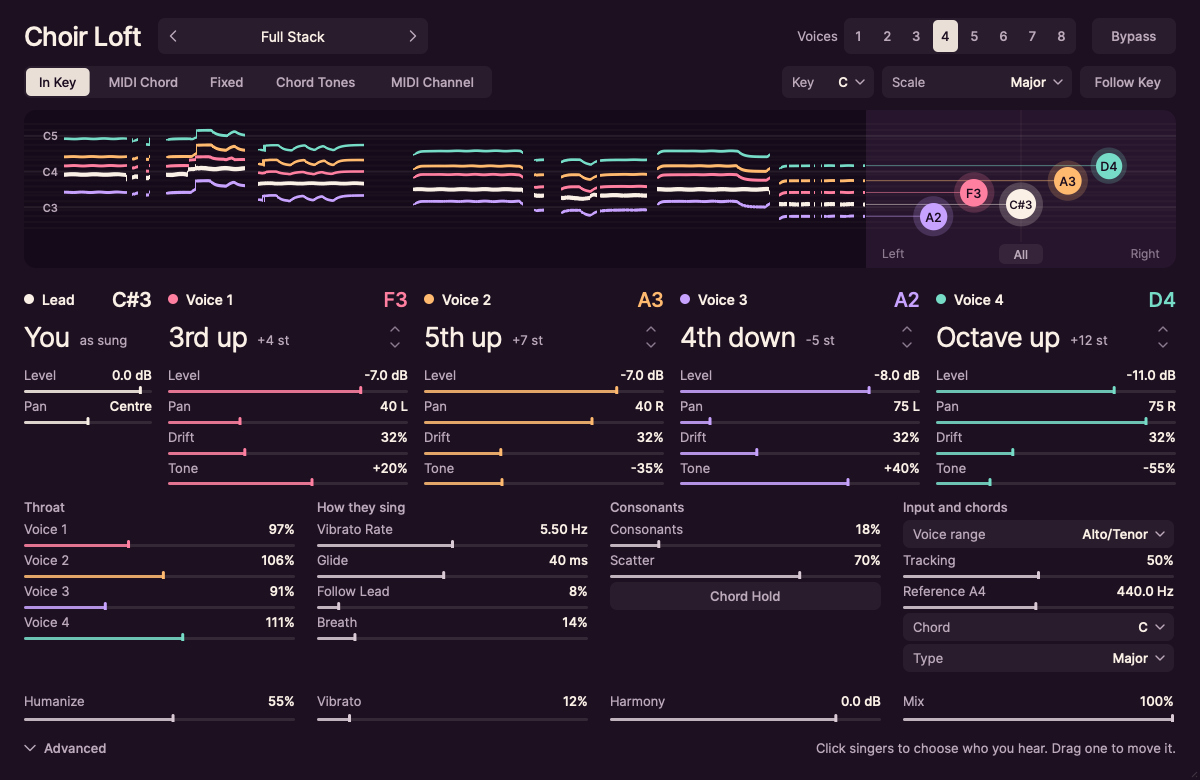 Choir Loft
Full Stack
Voices 1 2 3 4 5 6 7 8
Bypass
In Key MIDI Chord Fixed Chord Tones MIDI Channel
Key C Scale Major Follow Key
C5
C4
C3
D4
A3
F3
C#3
A2
Left All Right
Lead C#3 Voice 1 F3 Voice 2 A3 Voice 3 A2 Voice 4 D4
You as sung 3rd up +4 st 5th up +7 st 4th down -5 st Octave up +12 st
Level 0.0 dB Level -7.0 dB Level -7.0 dB Level -8.0 dB Level -11.0 dB
Pan Centre Pan 40 L Pan 40 R Pan 75 L Pan 75 R
Drift 32% Drift 32% Drift 32% Drift 32%
Tone +20% Tone -35% Tone +40% Tone -55%
Throat How they sing Consonants Input and chords
Voice 1 97% Vibrato Rate 5.50 Hz Consonants 18% Voice range Alto/Tenor
Voice 2 106% Glide 40 ms Scatter 70% Tracking 50%
Voice 3 91% Follow Lead 8% Chord Hold Reference A4 440.0 Hz
Voice 4 111% Breath 14% Chord C
Type Major
Humanize 55% Vibrato 12% Harmony 0.0 dB Mix 100%
Advanced Click singers to choose who you hear. Drag one to move it.